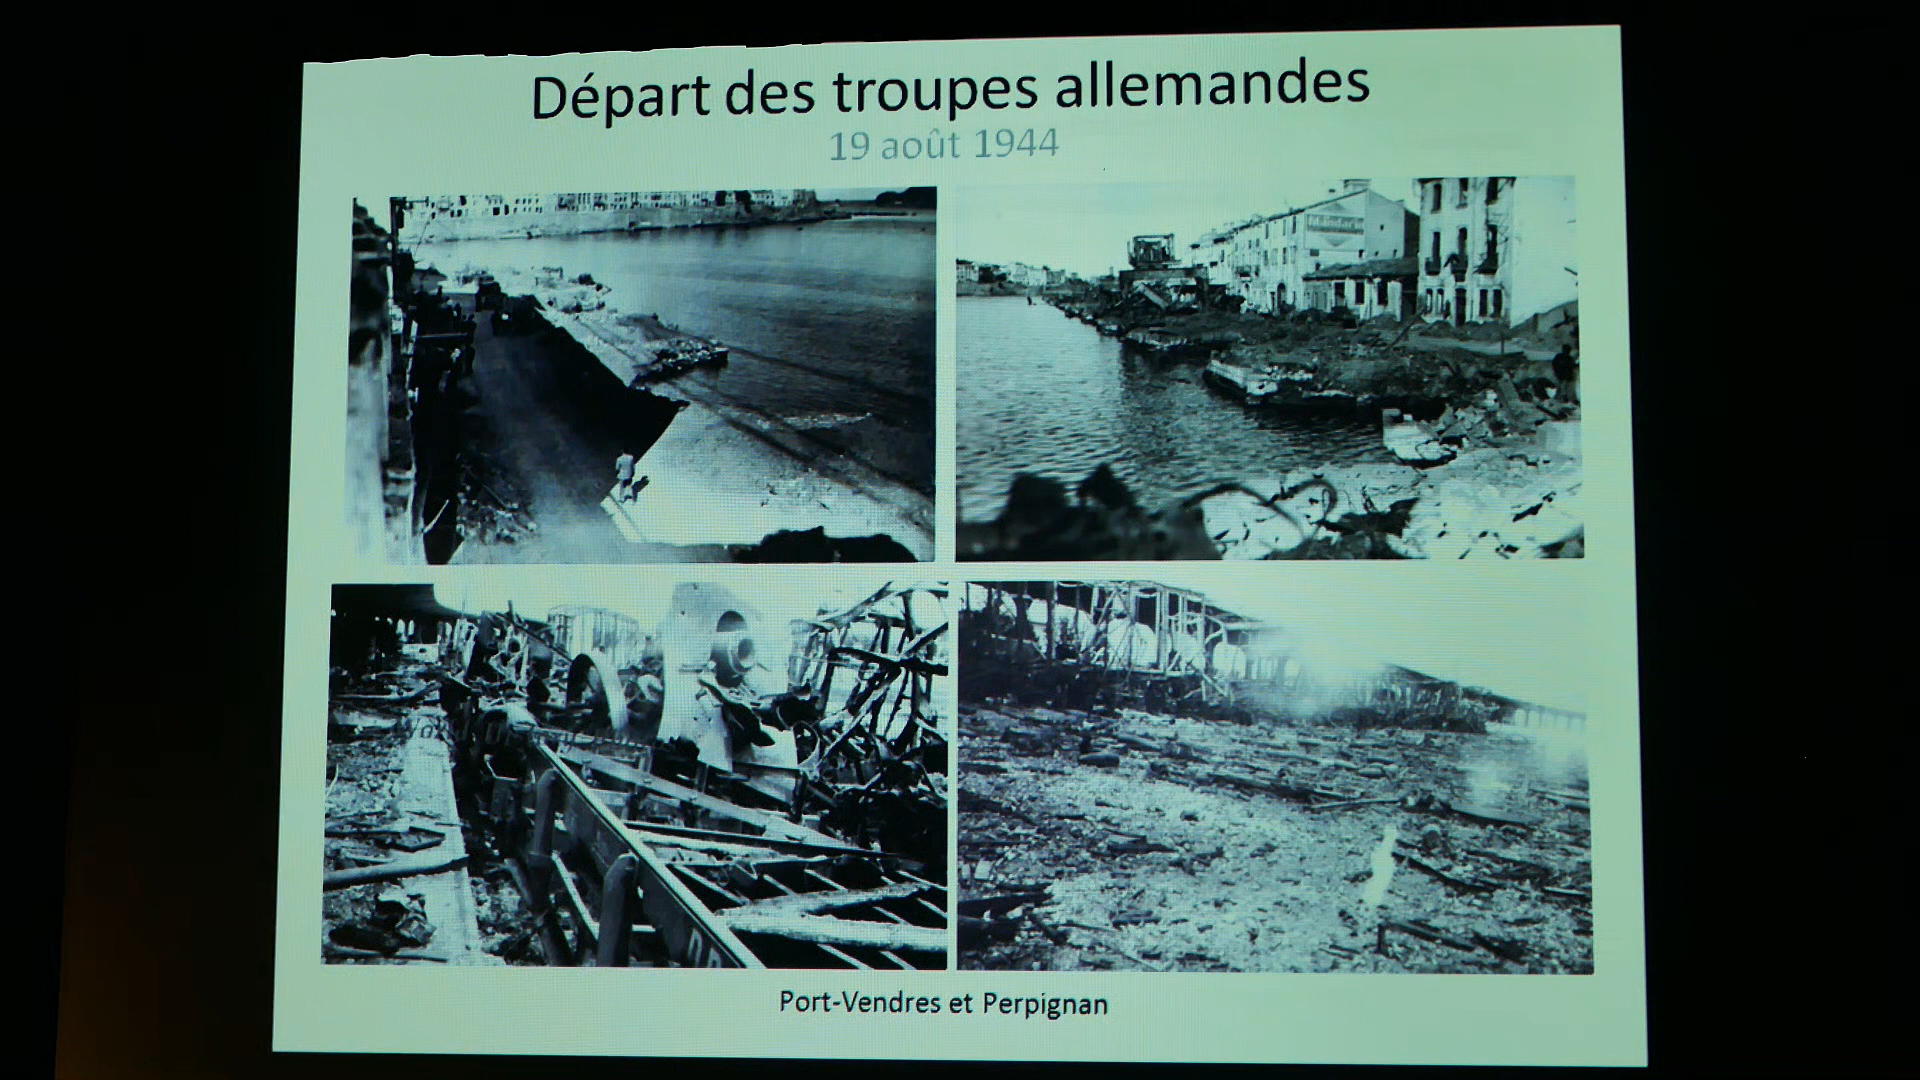 Départ des troupes allemandes
19 août 1944
Port-Vendres et Perpignan